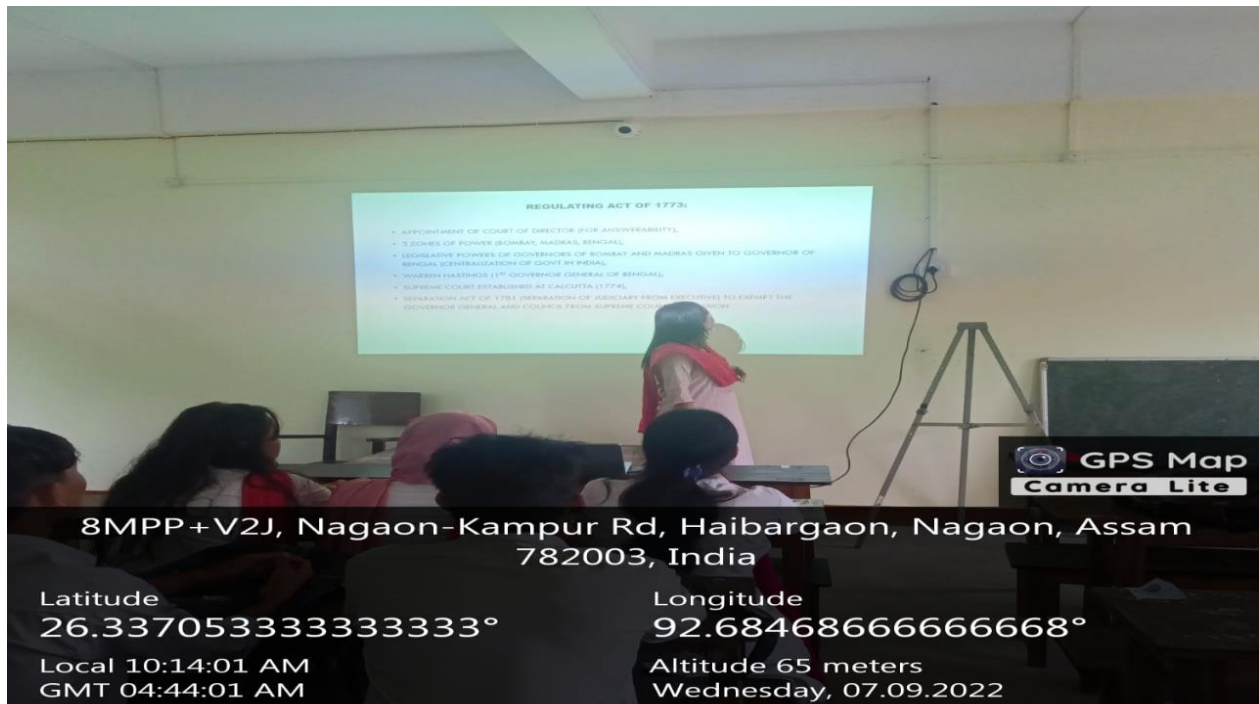 REGULATING ACT OF 1773:
• APPOINTMENT OF COURT OF DIRECTOR (FOR ANSWERABILITY),
• 3 ZONES OF POWER (BOMBAY, MADRAS, BENGAL),
• LEGISLATIVE POWERS OF GOVERNORS OF BOMBAY AND MADRAS GIVEN TO GOVERNOR OF
BENGAL (CENTRALIZATION OF GOVT IN INDIA),
• WARREN HASTINGS (1ST GOVERNOR GENERAL OF BENGAL),
• SUPREME COURT ESTABLISHED AT CALCUTTA (1774),
• SEPARATION ACT OF 1781 (SEPARATION OF JUDICIARY FROM EXECUTIVE) TO EXEMPT THE
GOVERNOR GENERAL AND COUNCIL FROM SUPREME
GPS Map
Camera Lite
8MPP+V2J, Nagaon-Kampur Rd, Haibargaon, Nagaon, Assam
782003, India
Latitude
26.337053333333333°
Longitude
92.68468666666668°
Local 10:14:01 AM
GMT 04:44:01 AM
Altitude 65 meters
Wednesday, 07.09.2022